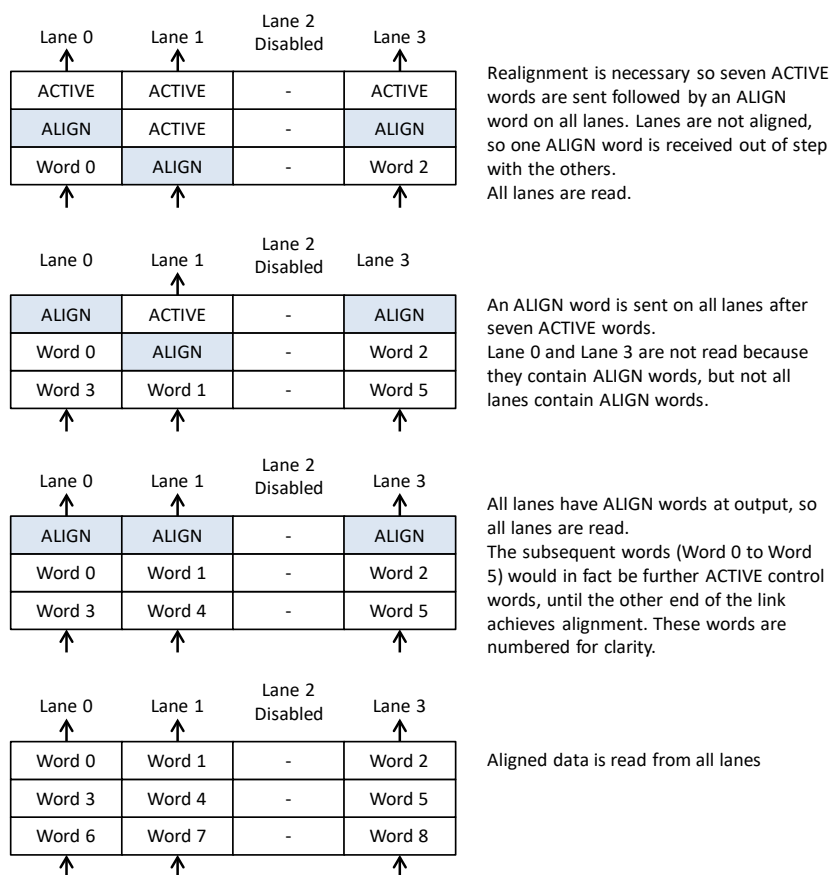 Lane 0 Lane 1 Lane 2 Disabled Lane 3
ACTIVE ACTIVE - ACTIVE
ALIGN ACTIVE - ALIGN
Word 0 ALIGN - Word 2
Realignment is necessary so seven ACTIVE
words are sent followed by an ALIGN
word on all lanes. Lanes are not aligned,
so one ALIGN word is received out of step
with the others.
All lanes are read.
Lane 0 Lane 1 Lane 2 Disabled Lane 3
ALIGN ACTIVE - ALIGN
Word 0 ALIGN - Word 2
Word 3 Word 1 - Word 5
An ALIGN word is sent on all lanes after
seven ACTIVE words.
Lane 0 and Lane 3 are not read because
they contain ALIGN words, but not all
lanes contain ALIGN words.
Lane 0 Lane 1 Lane 2 Disabled Lane 3
ALIGN ALIGN - ALIGN
Word 0 Word 1 - Word 2
Word 3 Word 4 - Word 5
All lanes have ALIGN words at output, so
all lanes are read.
The subsequent words (Word 0 to Word
5) would in fact be further ACTIVE control
words, until the other end of the link
achieves alignment. These words are
numbered for clarity.
Lane 0 Lane 1 Lane 2 Disabled Lane 3
Word 0 Word 1 - Word 2
Word 3 Word 4 - Word 5
Word 6 Word 7 - Word 8
Aligned data is read from all lanes